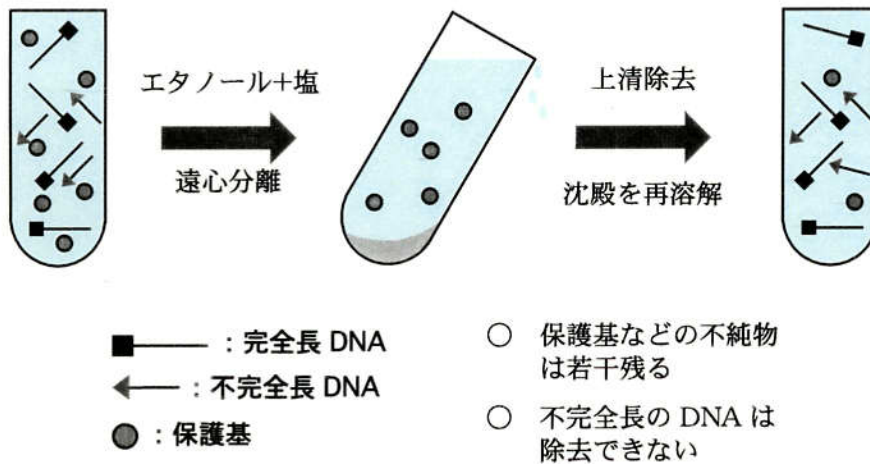 エタノール+塩
遠心分離
上清除去
沈殿を再溶解
：完全長 DNA
：不完全長 DNA
：保護基
○ 保護基などの不純物
は若干残る
○ 不完全長の DNA は
除去できない